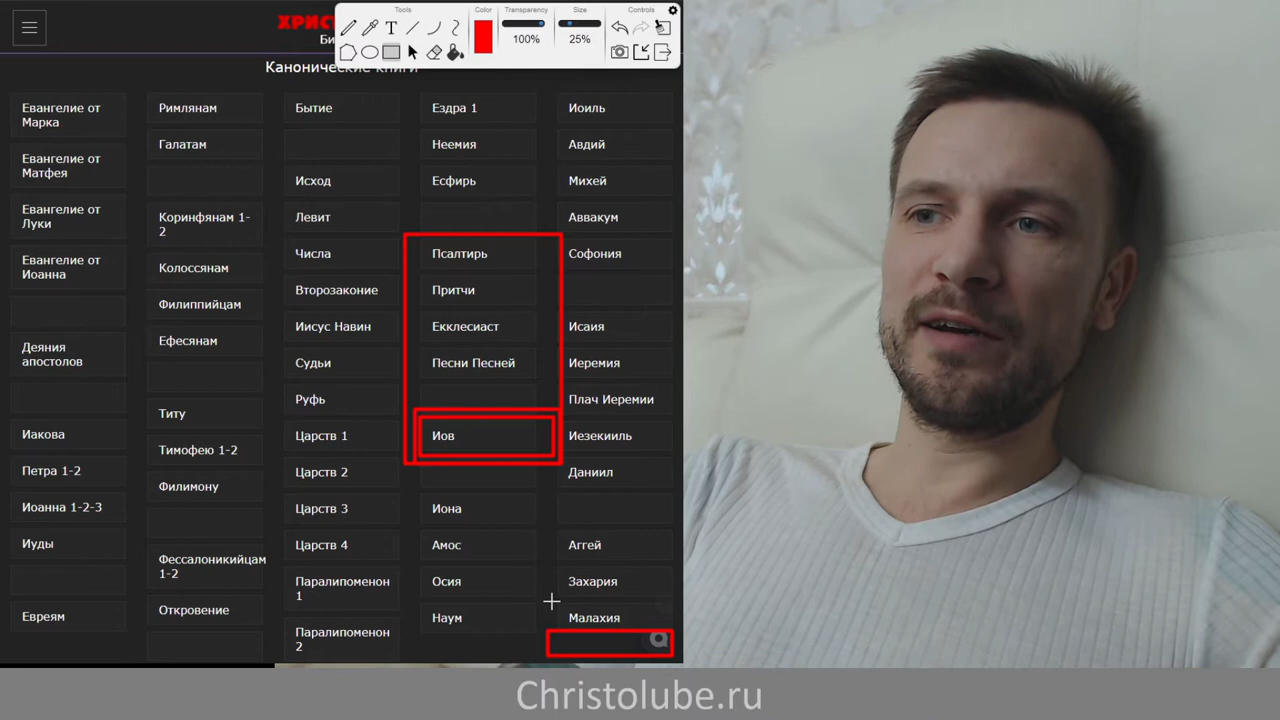 ХРИСТ
Би
Tools
Color
Transparency
Size
Controls
100%
25%
Канонические книги
Евангелие от
Марка
Евангелие от
Матфея
Евангелие от
Луки
Евангелие от
Иоанна
Деяния
апостолов
Иакова
Петра 1-2
Иоанна 1-2-3
Иуды
Евреям
Римлянам
Галатам
Коринфянам 1-
2
Колоссянам
Филиппийцам
Ефесянам
Титу
Тимофею 1-2
Филимону
Фессалоникийцам
1-2
Откровение
Бытие
Исход
Левит
Числа
Второзаконие
Иисус Навин
Судьи
Руфь
Царств 1
Царств 2
Царств 3
Царств 4
Паралипоменон
1
Паралипоменон
2
Ездра 1
Неемия
Есфирь
Псалтирь
Притчи
Екклесиаст
Песни Песней
Иов
Иона
Амос
Осия
Наум
Иоиль
Авдий
Михей
Аввакум
Софония
Исаия
Иеремия
Плач Иеремии
Иезекииль
Даниил
Аггей
Захария
Малахия
Christolube.ru